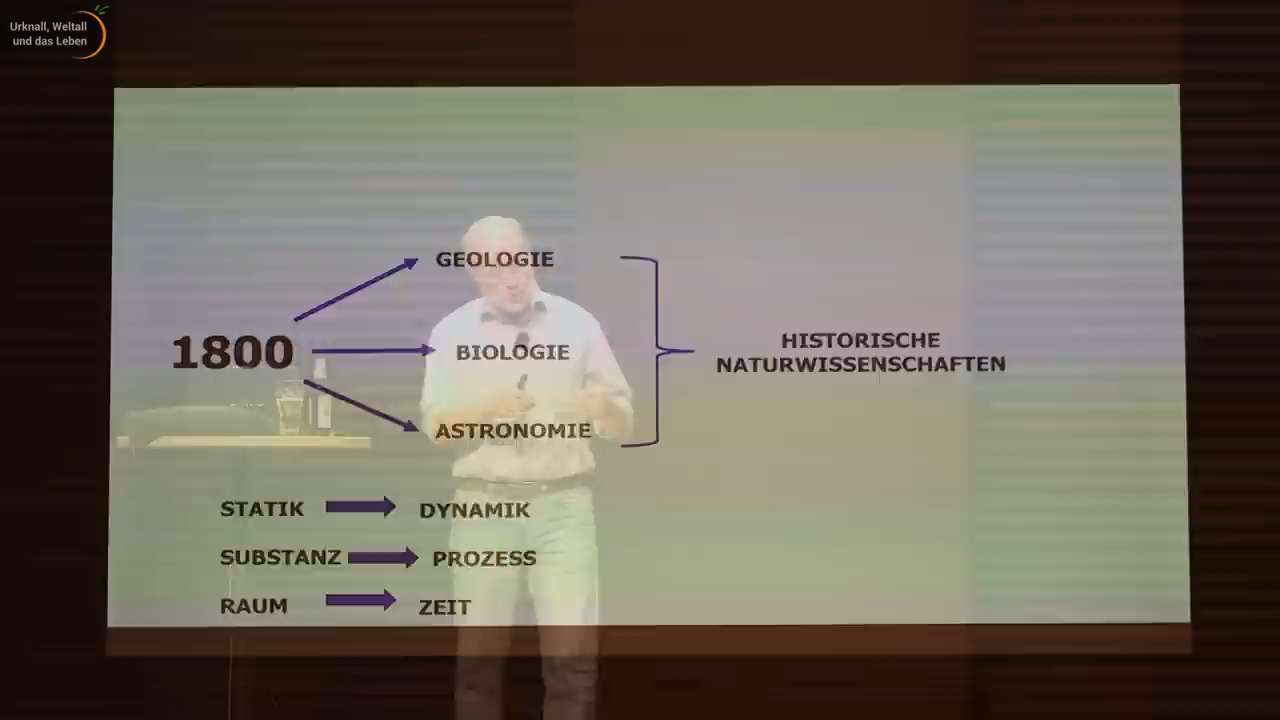 Urknall, Weltall
und das Leben
GEOLOGIE
1800
BIOLOGIE
HISTORISCHE
NATURWISSENSCHAFTEN
ASTRONOMIE
STATIK
DYNAMIK
SUBSTANZ
PROZESS
RAUM
ZEIT